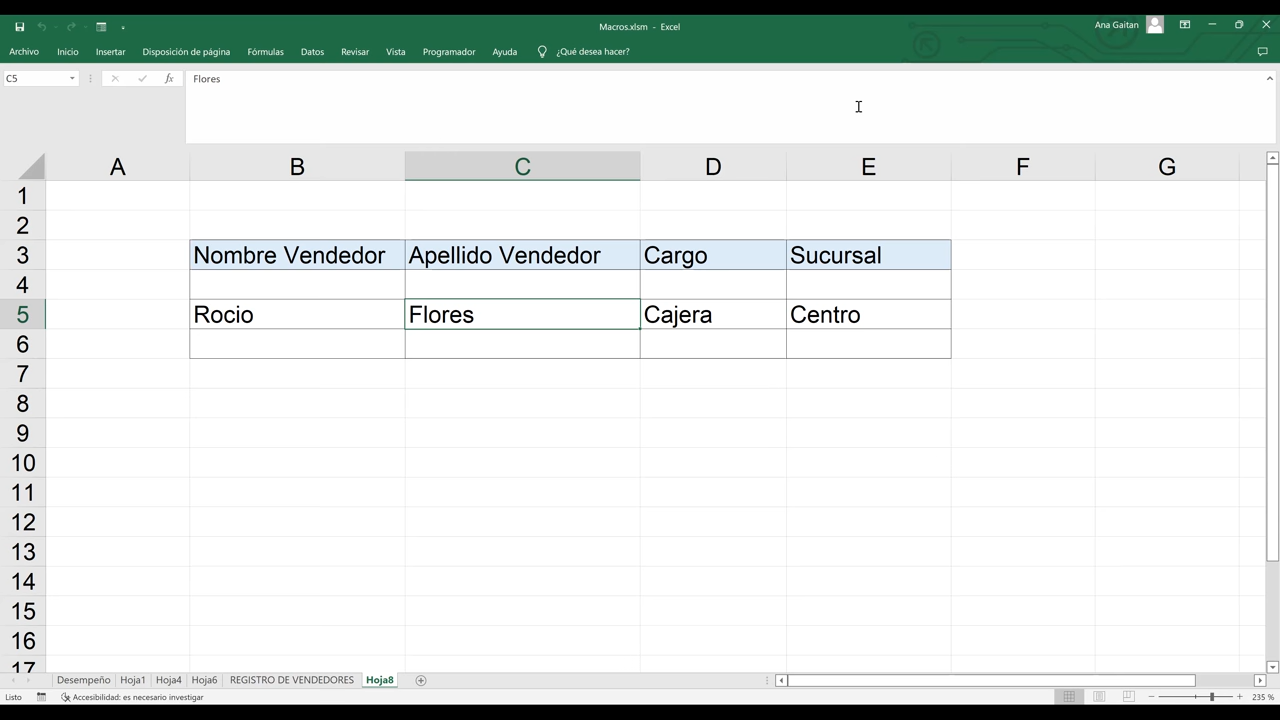 Macros.xlsm - Excel
Ana Gaitan
Archivo Inicio Insertar Disposición de página Fórmulas Datos Revisar Vista Programador Ayuda ¿Qué desea hacer?
C5 fx Flores
A B C D E F G
1
2
3 Nombre Vendedor Apellido Vendedor Cargo Sucursal
4
5 Rocio Flores Cajera Centro
6
7
8
9
10
11
12
13
14
15
16
17
Desempeño Hoja1 Hoja4 Hoja6 REGISTRO DE VENDEDORES Hoja8
Listo Accesibilidad: es necesario investigar 235 %